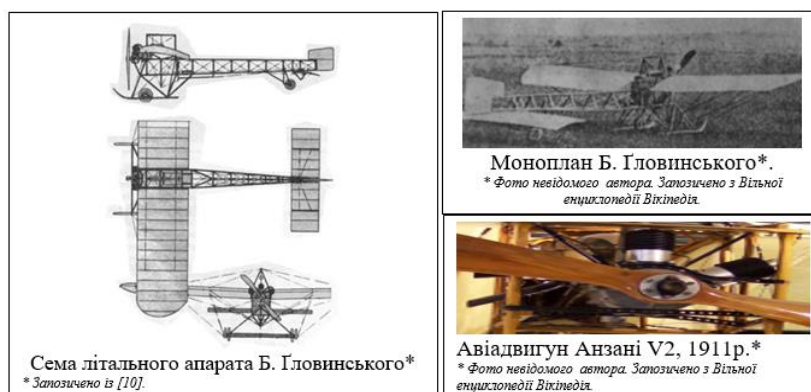 Сема літального апарата Б. Ґловинського*
* Запозичено із [10].
Моноплан Б. Ґловинського*.
* Фото невідомого автора. Запозичено з Вільної
енциклопедії Вікіпедія.
Авіадвигун Анзані V2, 1911р.*
* Фото невідомого автора. Запозичено з Вільної
енциклопедії Вікіпедія.